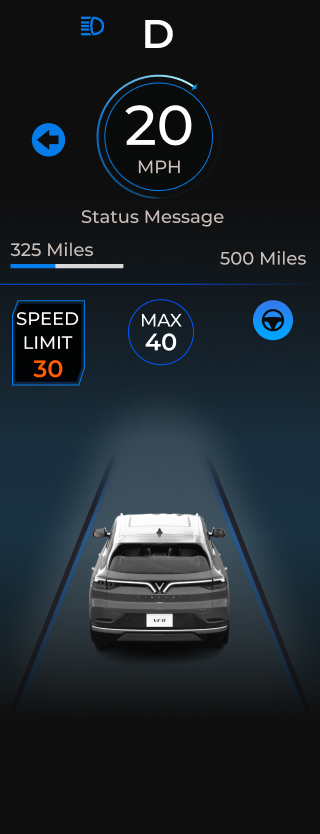 D
20
MPH
Status Message
325 Miles
500 Miles
SPEED
LIMIT
30
MAX
40